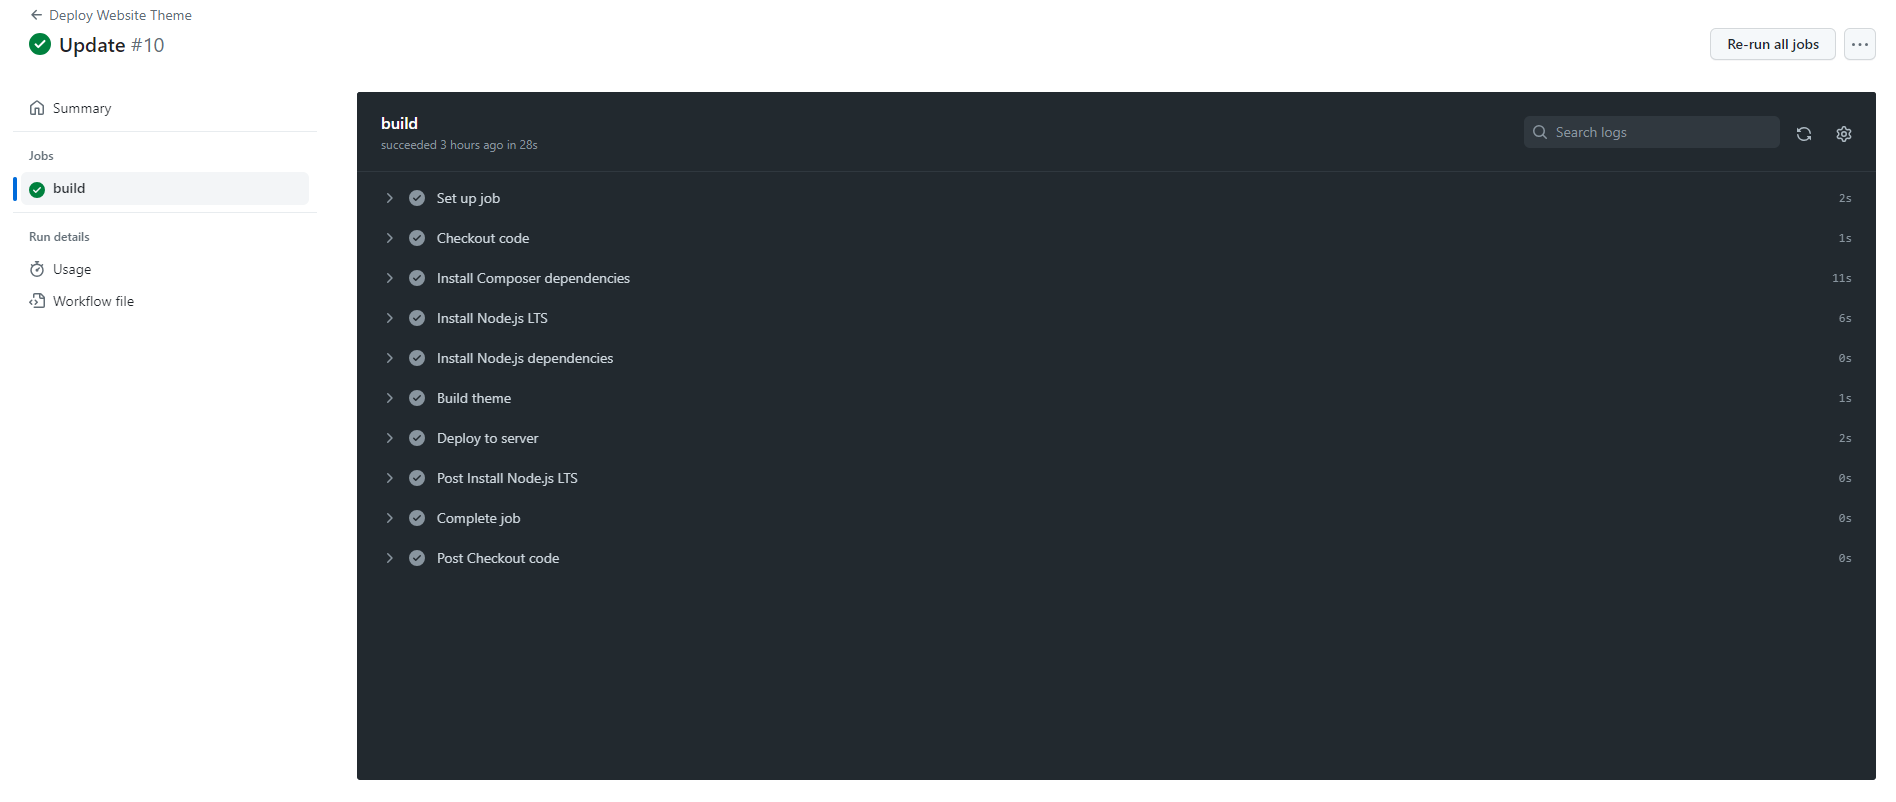 Deploy Website Theme
Update #10
Re-run all jobs
Summary
Jobs
build
Run details
Usage
Workflow file
build
succeeded 3 hours ago in 28s
Search logs
Set up job 2s
Checkout code 1s
Install Composer dependencies 11s
Install Node.js LTS 6s
Install Node.js dependencies 0s
Build theme 1s
Deploy to server 2s
Post Install Node.js LTS 0s
Complete job 0s
Post Checkout code 0s